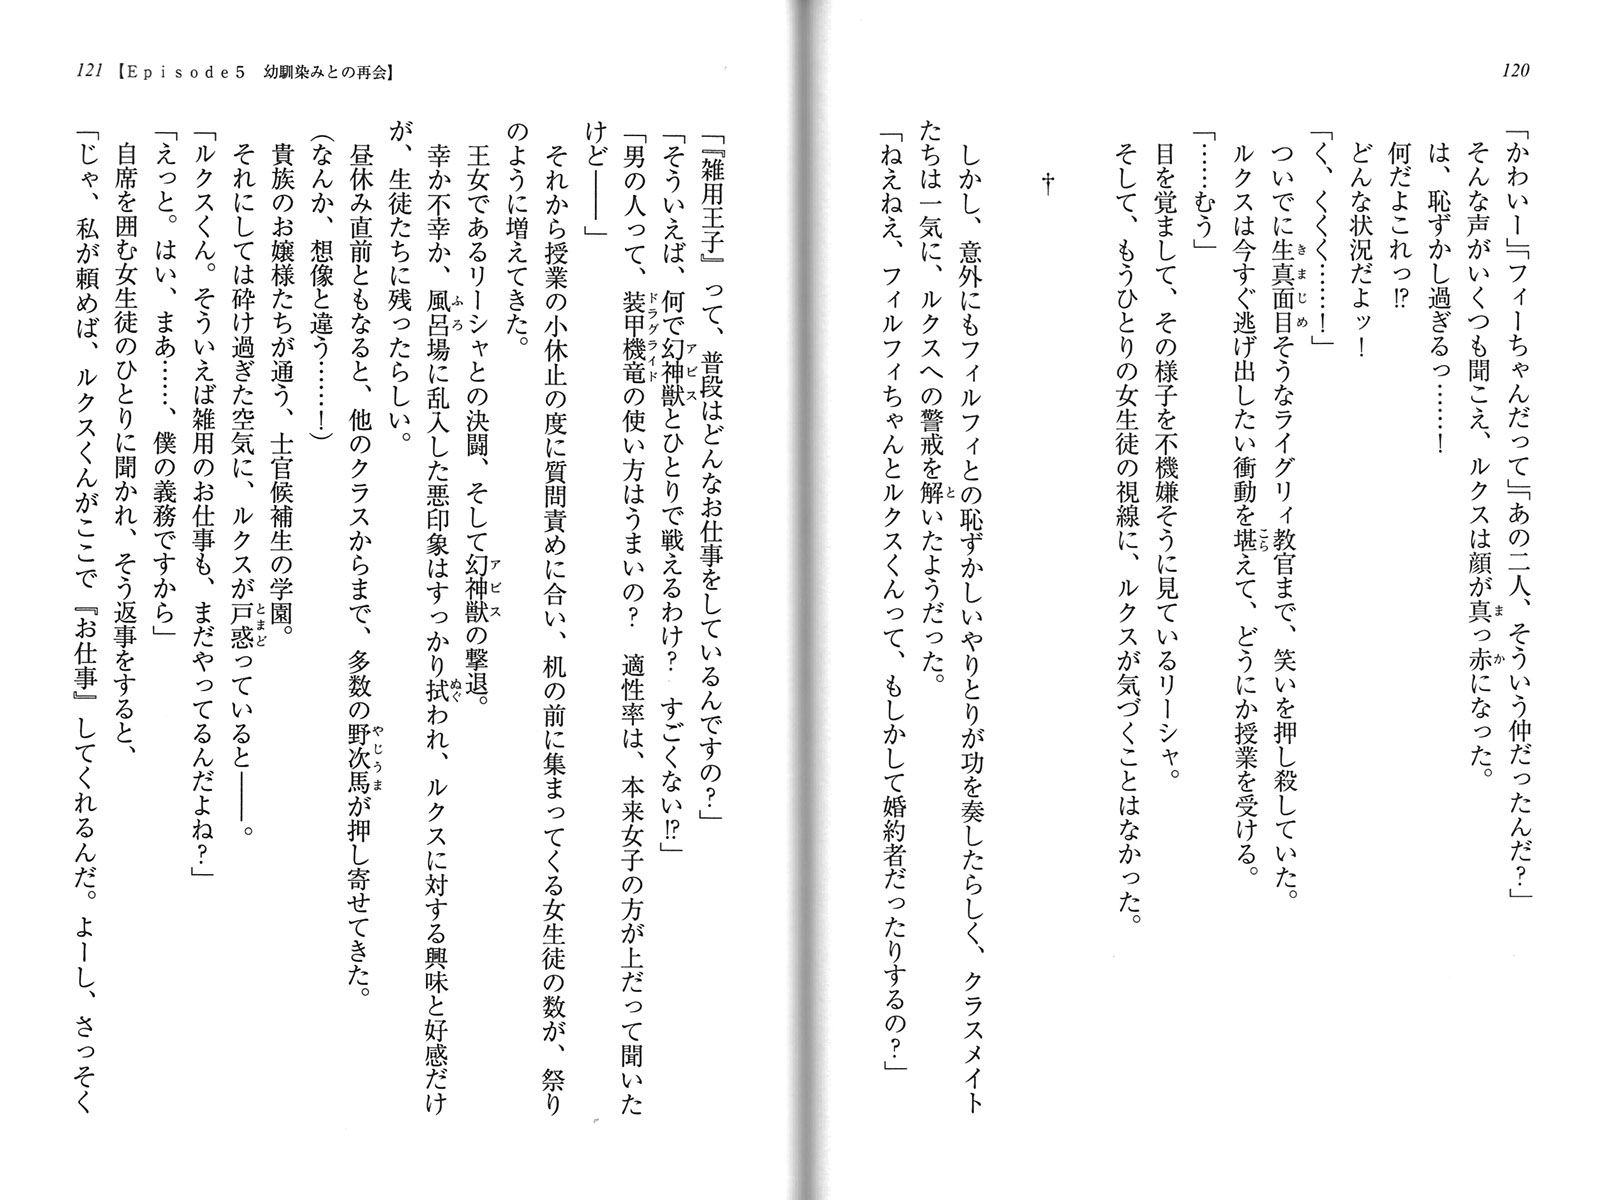 120
「かわいー」『フィーちゃんだって』『あの二人、そういう仲だったんだ？」
そんな声がいくつも聞こえ、ルクスは顔が真っ赤になった。
は、恥ずかし過ぎるっ……！
何だよこれっ!?
どんな状況だよッ！
「く、くくく……！」
ついでに生真面目そうなライグリィ教官まで、笑いを押し殺していた。
ルクスは今すぐ逃げ出したい衝動を堪えて、どうにか授業を受ける。
「……むう」
目を覚まして、その様子を不機嫌そうに見ているリーシャ。
そして、もうひとりの女生徒の視線に、ルクスが気づくことはなかった。
†
しかし、意外にもフィルフィとの恥ずかしいやりとりが功を奏したらしく、クラスメイト
たちは一気に、ルクスへの警戒を解いたようだった。
「ねえねえ、フィルフィちゃんとルクスくんって、もしかして婚約者だったりするの？」
121【Episode5　幼馴染みとの再会】
「『雑用王子』って、普段はどんなお仕事をしているんですの？」
「そういえば、何で幻神獣とひとりで戦えるわけ？　すごくない!?」
「男の人って、装甲機竜の使い方はうまいの？　適性率は、本来女子の方が上だって聞いた
けど――」
それから授業の小休止の度に質問責めに合い、机の前に集まってくる女生徒の数が、祭り
のように増えてきた。
王女であるリーシャとの決闘、そして幻神獣の撃退。
幸か不幸か、風呂場に乱入した悪印象はすっかり拭われ、ルクスに対する興味と好感だけ
が、生徒たちに残ったらしい。
昼休み直前ともなると、他のクラスからまで、多数の野次馬が押し寄せてきた。
（なんか、想像と違う……！）
貴族のお嬢様たちが通う、士官候補生の学園。
それにしては砕け過ぎた空気に、ルクスが戸惑っていると――。
「ルクスくん。そういえば雑用のお仕事も、まだやってるんだよね？」
「えっと。はい、まあ……、僕の義務ですから」
自席を囲む女生徒のひとりに聞かれ、そう返事をすると、
「じゃ、私が頼めば、ルクスくんがここで『お仕事』してくれるんだ。よーし、さっそく